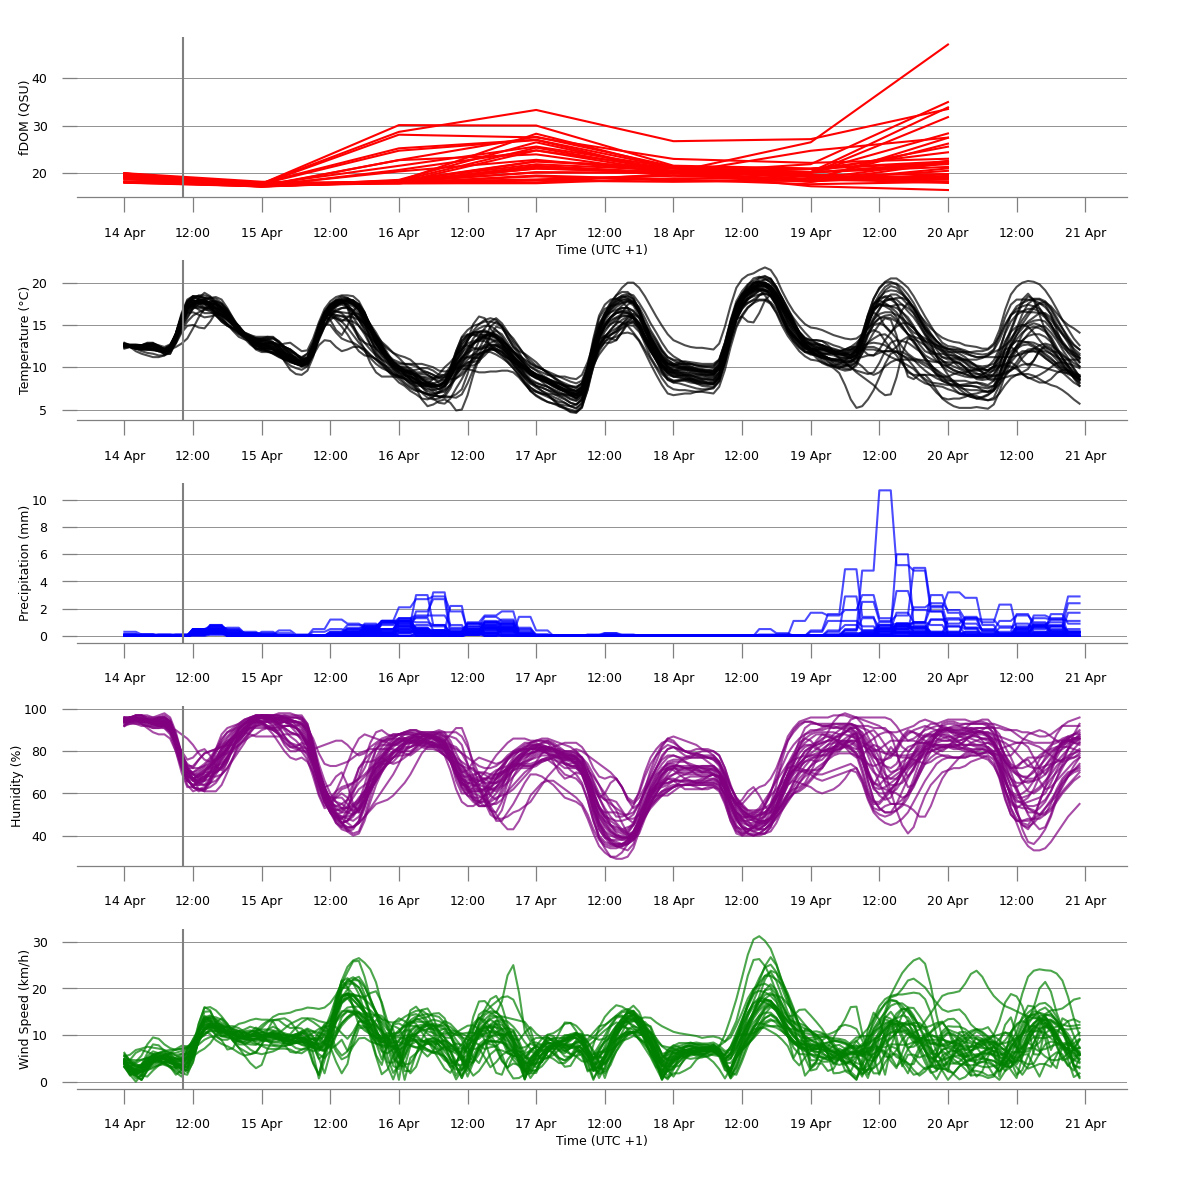 fDOM (QSU)
40
30
20
14 Apr 12:00 15 Apr 12:00 16 Apr 12:00 17 Apr 12:00 18 Apr 12:00 19 Apr 12:00 20 Apr 12:00 21 Apr
Time (UTC +1)
Temperature (°C)
20
15
10
5
14 Apr 12:00 15 Apr 12:00 16 Apr 12:00 17 Apr 12:00 18 Apr 12:00 19 Apr 12:00 20 Apr 12:00 21 Apr
Precipitation (mm)
10
8
6
4
2
0
14 Apr 12:00 15 Apr 12:00 16 Apr 12:00 17 Apr 12:00 18 Apr 12:00 19 Apr 12:00 20 Apr 12:00 21 Apr
Humidity (%)
100
80
60
40
14 Apr 12:00 15 Apr 12:00 16 Apr 12:00 17 Apr 12:00 18 Apr 12:00 19 Apr 12:00 20 Apr 12:00 21 Apr
Wind Speed (km/h)
30
20
10
0
14 Apr 12:00 15 Apr 12:00 16 Apr 12:00 17 Apr 12:00 18 Apr 12:00 19 Apr 12:00 20 Apr 12:00 21 Apr
Time (UTC +1)